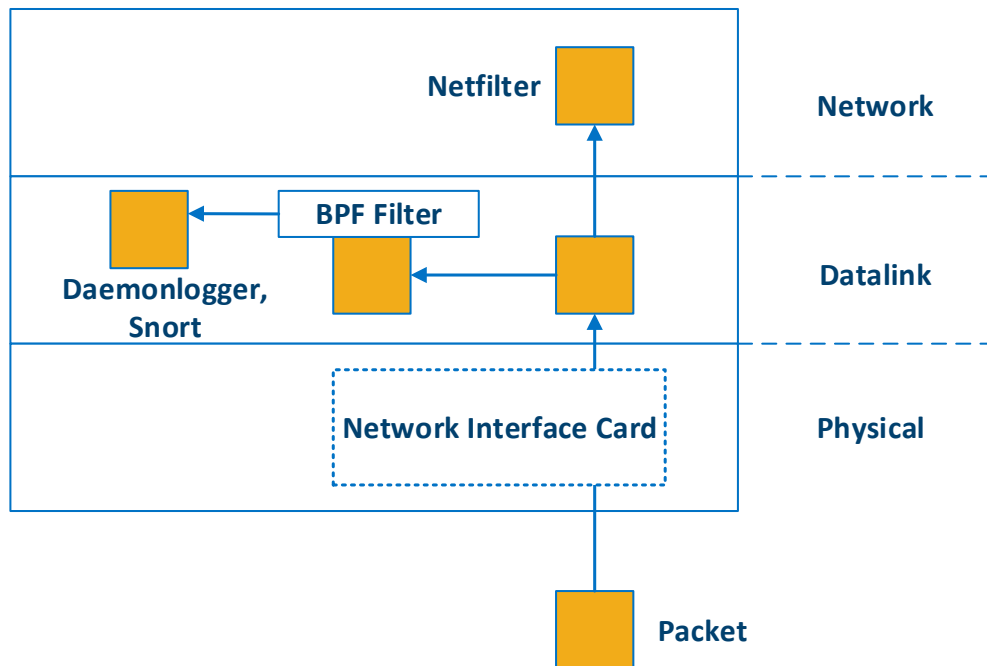 Netfilter
Network
BPF Filter
Daemonlogger,
Snort
Datalink
Network Interface Card
Physical
Packet